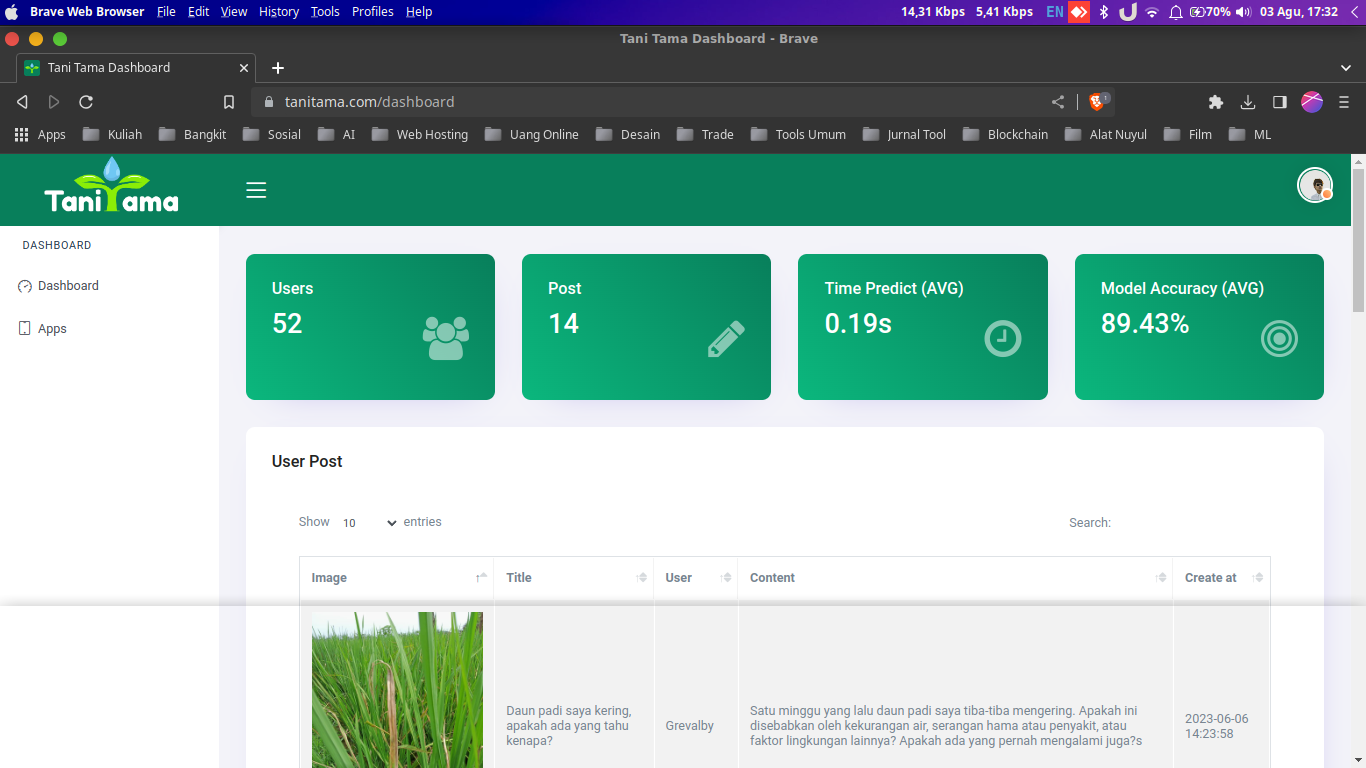 Brave Web Browser File Edit View History Tools Profiles Help 14,31 Kbps 5,41 Kbps EN 70% 03 Agu, 17:32
Tani Tama Dashboard - Brave
Tani Tama Dashboard
tanitama.com/dashboard 1
Apps Kuliah Bangkit Sosial AI Web Hosting Uang Online Desain Trade Tools Umum Jurnal Tool Blockchain Alat Nuyul Film ML
TaniTama
DASHBOARD
Dashboard
Apps
Users
52
Post
14
Time Predict (AVG)
0.19s
Model Accuracy (AVG)
89.43%
User Post
Show 10 entries Search:
Image Title User Content Create at
Daun padi saya kering,
apakah ada yang tahu
kenapa?
Grevalby
Satu minggu yang lalu daun padi saya tiba-tiba mengering. Apakah ini
disebabkan oleh kekurangan air, serangan hama atau penyakit, atau
faktor lingkungan lainnya? Apakah ada yang pernah mengalami juga?s
2023-06-06
14:23:58